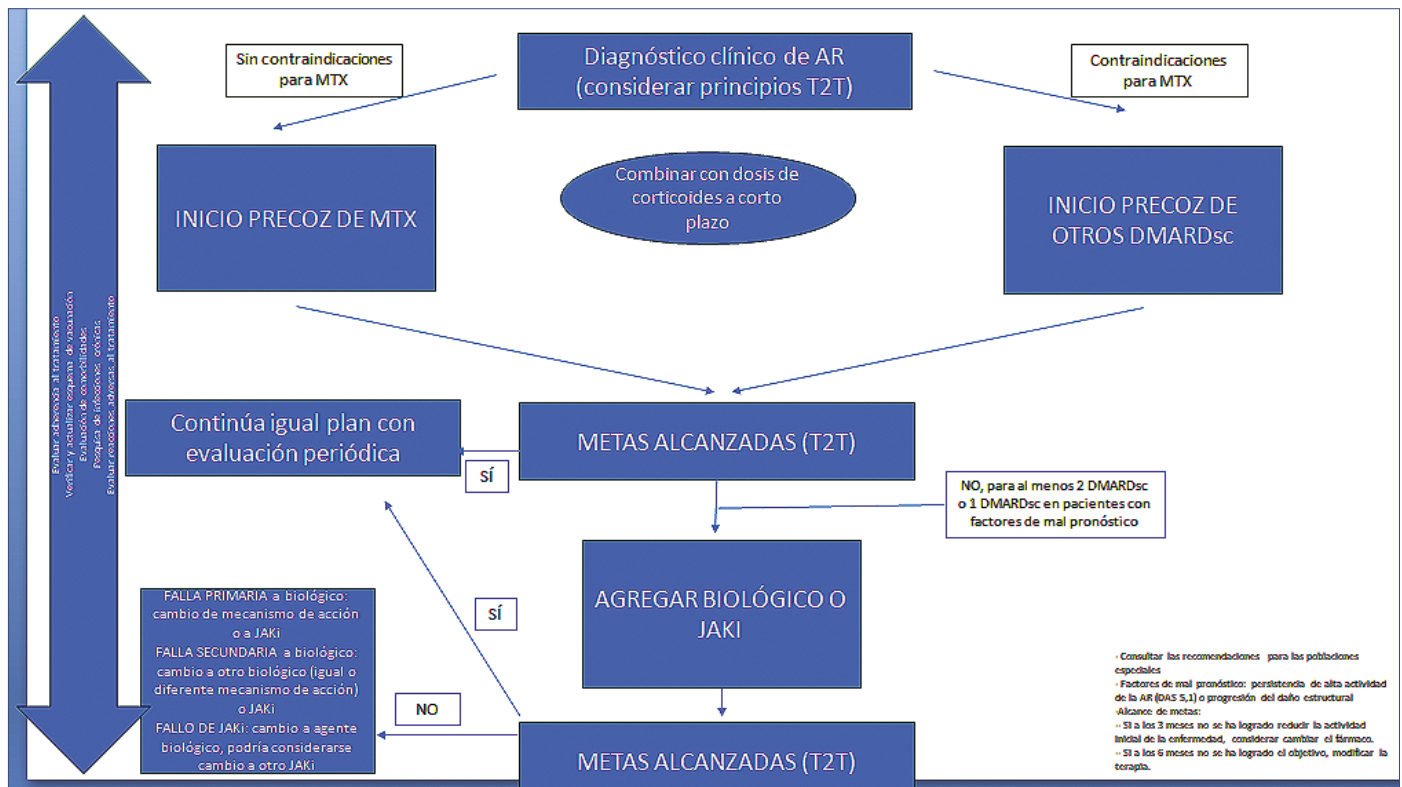 Sin contraindicaciones
para MTX
Diagnóstico clínico de AR
(considerar principios T2T)
Contraindicaciones
para MTX
INICIO PRECOZ DE MTX
Combinar con dosis de
corticoides a corto
plazo
INICIO PRECOZ DE
OTROS DMARDsc
Evaluar adherencia al tratamiento
Verificar y actualizar esquema de vacunación
Evaluación de comorbilidades
Pesquisa de infecciones crónicas
Evaluar reacciones adversas al tratamiento
Continúa igual plan con
evaluación periódica
SÍ
METAS ALCANZADAS (T2T)
NO, para al menos 2 DMARDsc
o 1 DMARDsc en pacientes con
factores de mal pronóstico
AGREGAR BIOLÓGICO O
JAKI
SÍ
FALLA PRIMARIA a biológico:
cambio de mecanismo de acción
o a JAKi
FALLA SECUNDARIA a biológico:
cambio a otro biológico (igual o
diferente mecanismo de acción)
o JAKi
FALLO DE JAKi: cambio a agente
biológico, podría considerarse
cambio a otro JAKi
NO
METAS ALCANZADAS (T2T)
· Consultar las recomendaciones para las poblaciones
especiales
· Factores de mal pronóstico: persistencia de alta actividad
de la AR (DAS 5,1) o progresión del daño estructural
·Alcance de metas:
·· Si a los 3 meses no se ha logrado reducir la actividad
inicial de la enfermedad, considerar cambiar el fármaco.
·· Si a los 6 meses no se ha logrado el objetivo, modificar la
terapia.